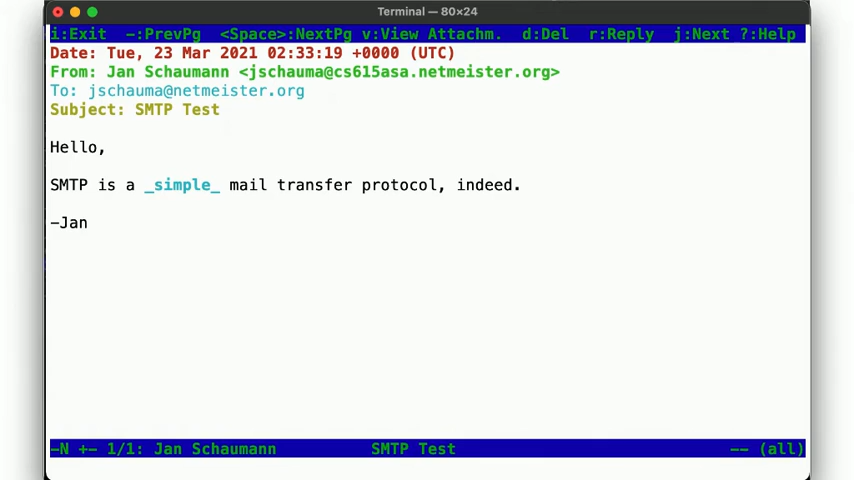 Terminal — 80×24
i:Exit -:PrevPg <Space>:NextPg v:View Attachm. d:Del r:Reply j:Next ?:Help
Date: Tue, 23 Mar 2021 02:33:19 +0000 (UTC)
From: Jan Schaumann <jschauma@cs615asa.netmeister.org>
To: jschauma@netmeister.org
Subject: SMTP Test
Hello,
SMTP is a _simple_ mail transfer protocol, indeed.
-Jan
-N +- 1/1: Jan Schaumann SMTP Test -- (all)